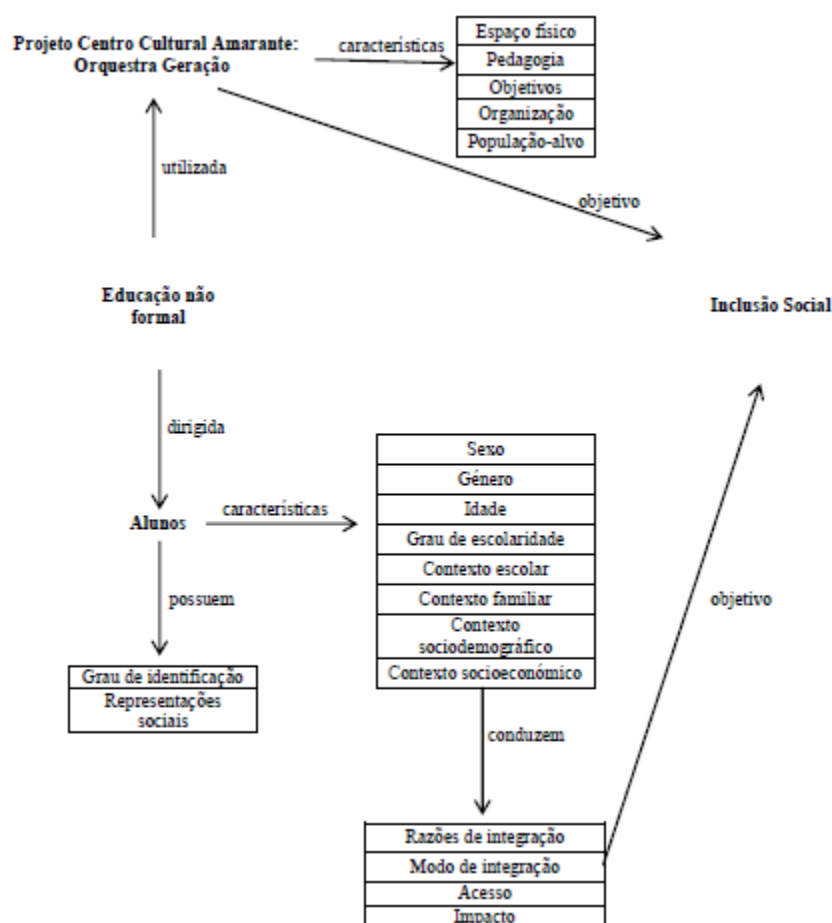 Projeto Centro Cultural Amarante:
Orquestra Geração
características
Espaço físico
Pedagogia
Objetivos
Organização
População-alvo
utilizada
objetivo
Educação não
formal
Inclusão Social
dirigida
Alunos
características
Sexo
Género
Idade
Grau de escolaridade
Contexto escolar
Contexto familiar
Contexto
sociodemográfico
Contexto socioeconómico
possuem
objetivo
Grau de identificação
Representações
sociais
conduzem
Razões de integração
Modo de integração
Acesso
Impacto